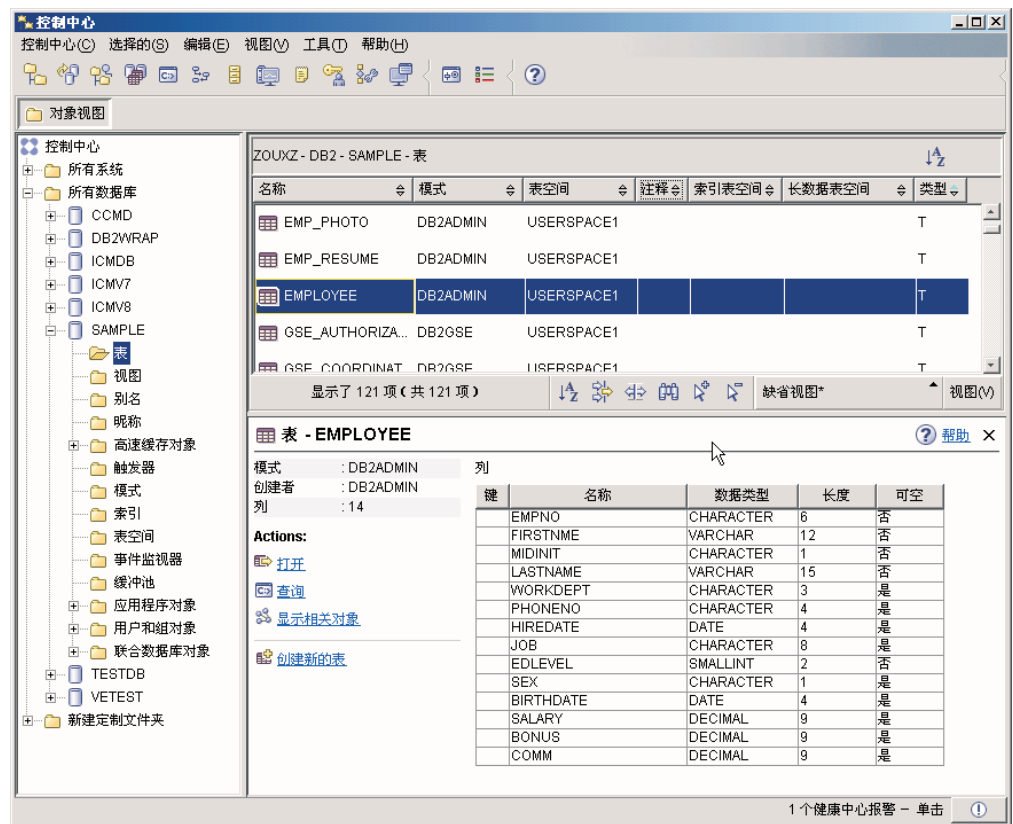 控制中心
控制中心(C) 选择的(S) 编辑(E) 视图(V) 工具(T) 帮助(H)
对象视图
控制中心
所有系统
所有数据库
CCMD
DB2WRAP
ICMDB
ICMV7
ICMV8
SAMPLE
表
视图
别名
昵称
高速缓存对象
触发器
模式
索引
表空间
事件监视器
缓冲池
应用程序对象
用户和组对象
联合数据库对象
TESTDB
VETEST
新建定制文件夹
ZOUXZ - DB2 - SAMPLE - 表
名称 模式 表空间 注释 索引表空间 长数据表空间 类型
EMP_PHOTO DB2ADMIN USERSPACE1 T
EMP_RESUME DB2ADMIN USERSPACE1 T
EMPLOYEE DB2ADMIN USERSPACE1 T
GSE_AUTHORIZA... DB2GSE USERSPACE1 T
GSE_COORDINAT DB2GSE USERSPACE1 T
显示了 121 项 ( 共 121 项 ) 缺省视图* 视图(V)
表 - EMPLOYEE 帮助
模式 : DB2ADMIN
创建者 : DB2ADMIN
列 : 14
Actions:
打开
查询
显示相关对象
创建新的表
列
键 名称 数据类型 长度 可空
EMPNO CHARACTER 6 否
FIRSTNME VARCHAR 12 否
MIDINIT CHARACTER 1 否
LASTNAME VARCHAR 15 否
WORKDEPT CHARACTER 3 是
PHONENO CHARACTER 4 是
HIREDATE DATE 4 是
JOB CHARACTER 8 是
EDLEVEL SMALLINT 2 否
SEX CHARACTER 1 是
BIRTHDATE DATE 4 是
SALARY DECIMAL 9 是
BONUS DECIMAL 9 是
COMM DECIMAL 9 是
1 个健康中心报警 - 单击